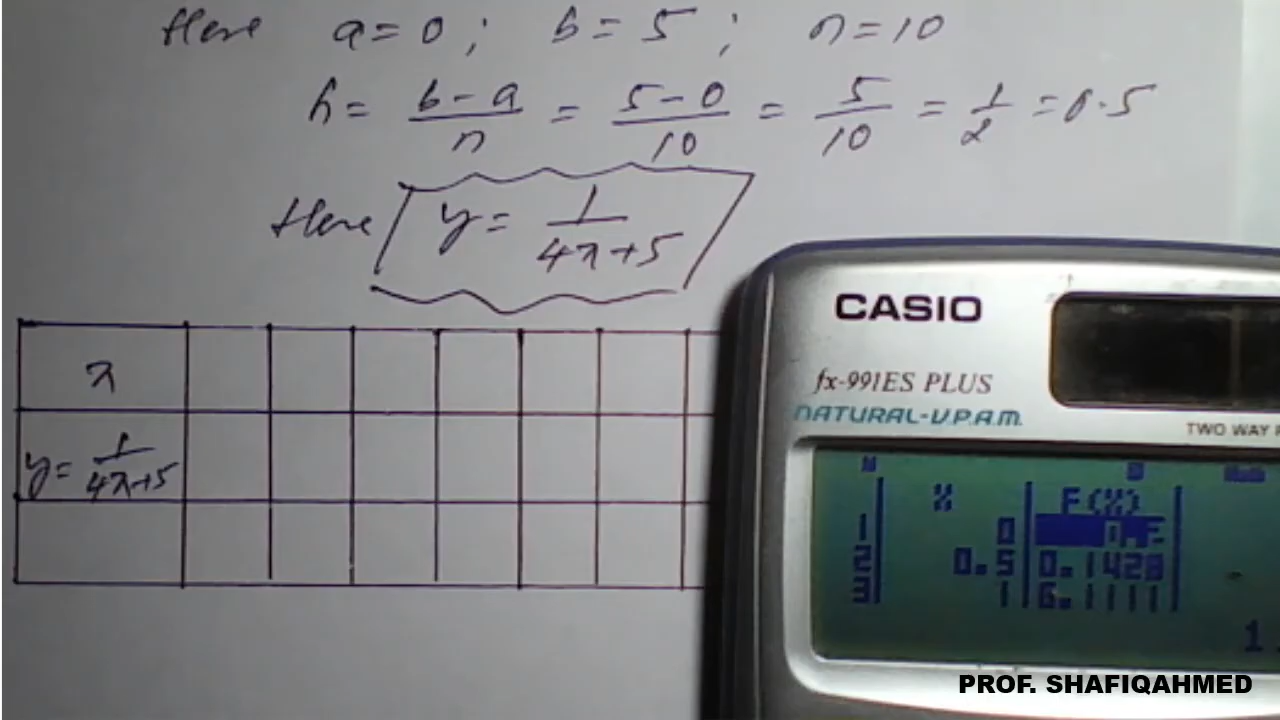 Here a = 0 ; b = 5 ; n = 10
h = b - a / n = 5 - 0 / 10 = 5 / 10 = 1 / 2 = 0.5
Here y = 1 / 4x+5
x
y = 1 / 4x+5
CASIO
fx-991ES PLUS
NATURAL-V.P.A.M.
TWO WAY
X F(X)
1 0
2 0.5 0.1428
3 1 0.1111
PROF. SHAFIQAHMED